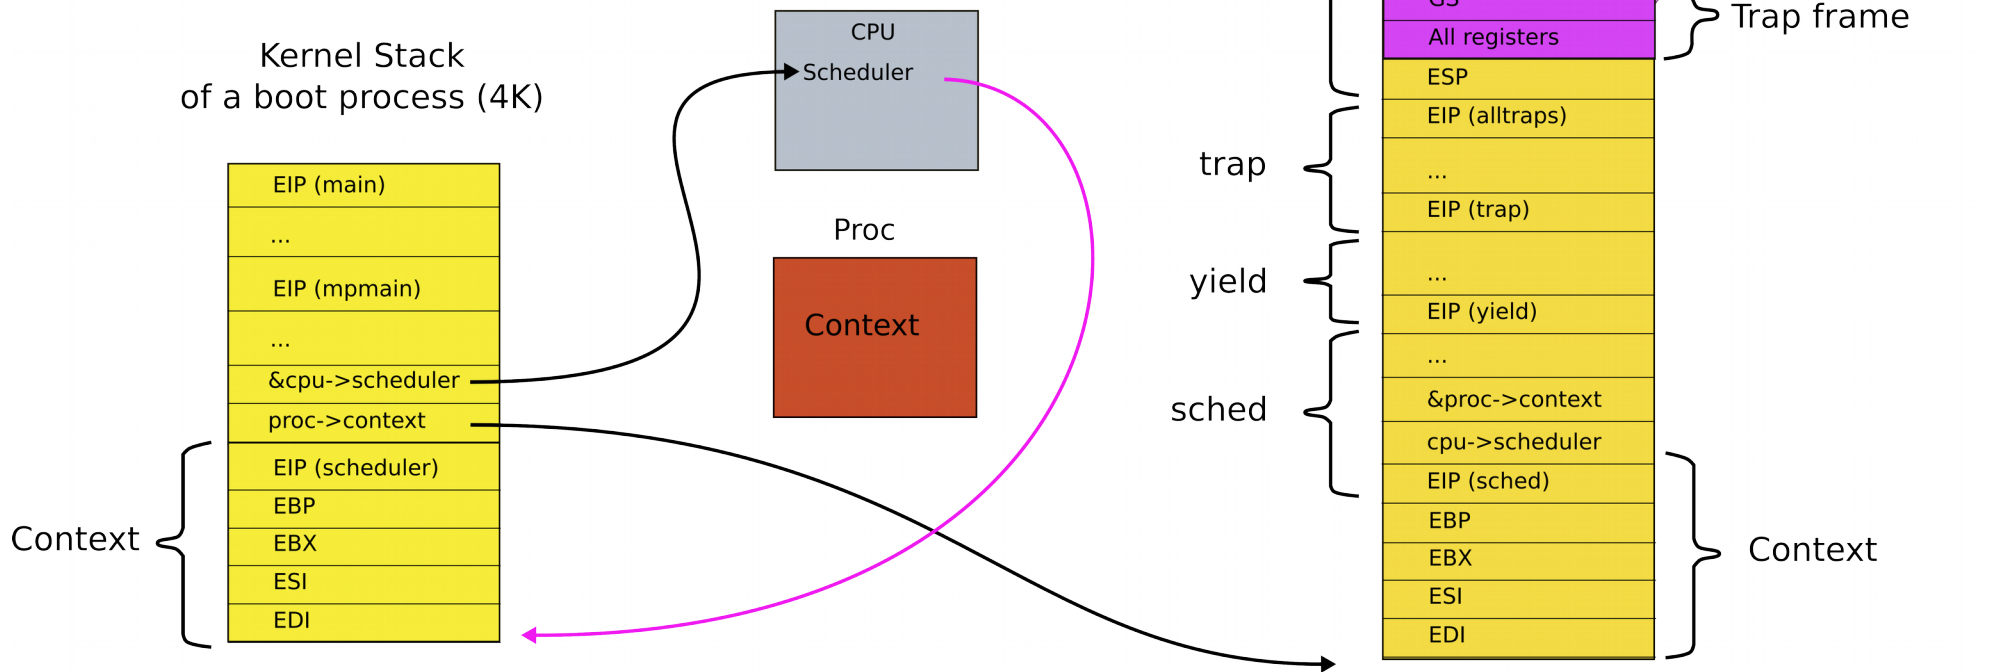 Kernel Stack
of a boot process (4K)
EIP (main)
...
EIP (mpmain)
...
&cpu->scheduler
proc->context
EIP (scheduler)
EBP
EBX
ESI
EDI
Context
CPU
Scheduler
Proc
Context
GS
All registers
Trap frame
ESP
EIP (alltraps)
...
EIP (trap)
...
EIP (yield)
...
&proc->context
cpu->scheduler
EIP (sched)
EBP
EBX
ESI
EDI
trap
yield
sched
Context